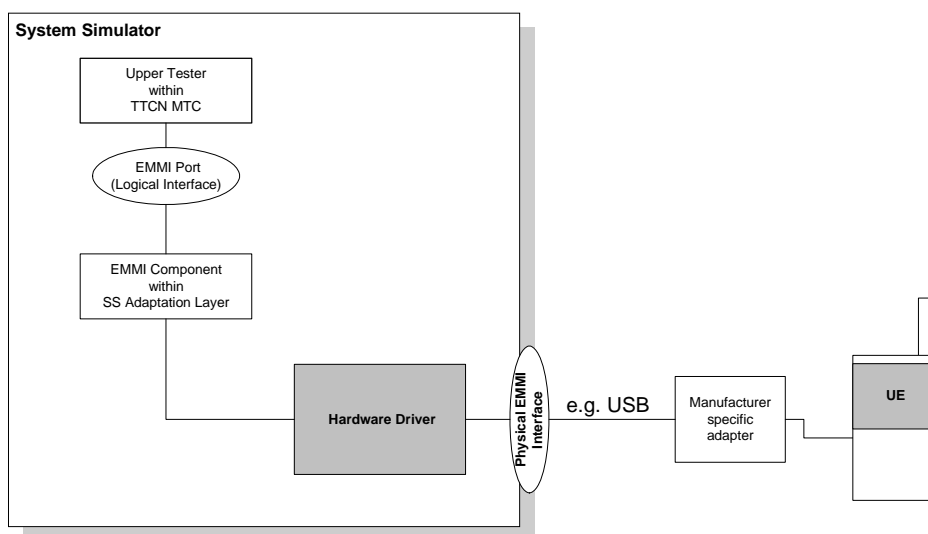 System Simulator
Upper Tester
within
TTCN MTC
EMMI Port
(Logical Interface)
EMMI Component
within
SS Adaptation Layer
Hardware Driver
Physical EMMI
Interface
e.g. USB
Manufacturer
specific
adapter
UE